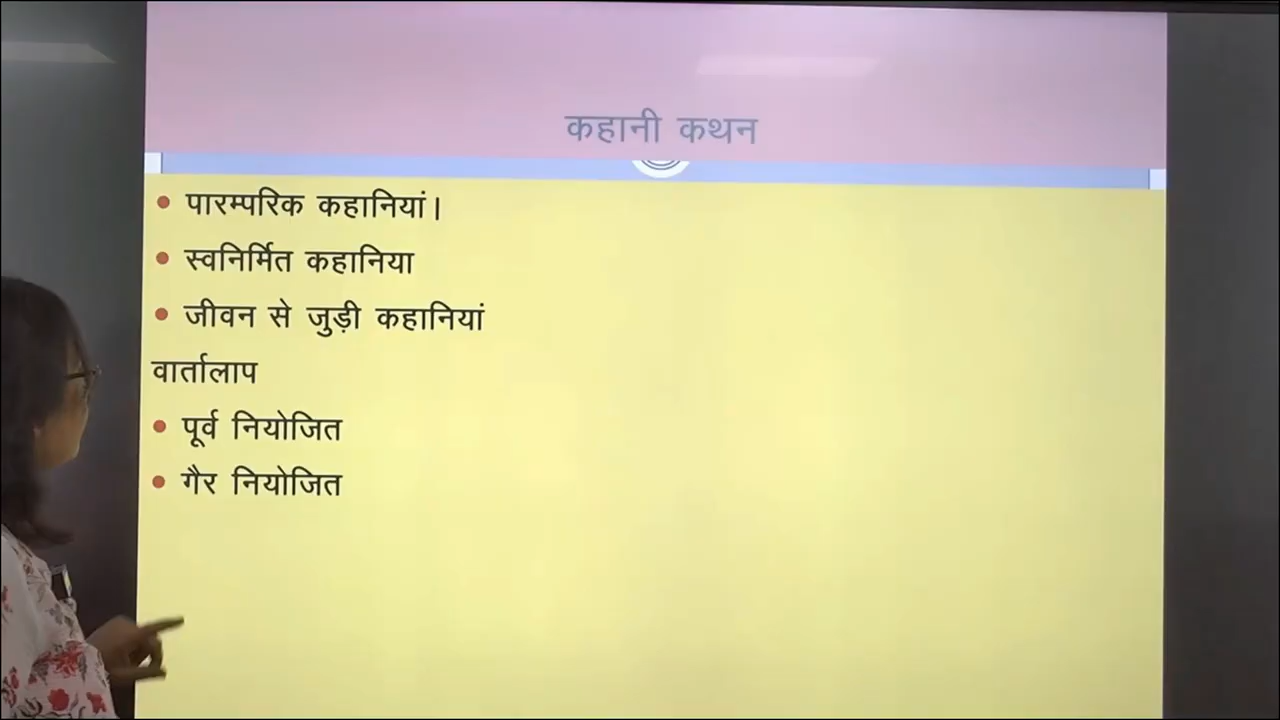 कहानी कथन
• पारम्परिक कहानियां।
• स्वनिर्मित कहानिया
• जीवन से जुड़ी कहानियां
वार्तालाप
• पूर्व नियोजित
• गैर नियोजित